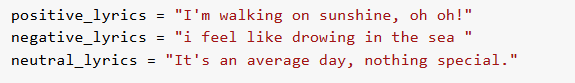 positive_lyrics = "I'm walking on sunshine, oh oh!"
negative_lyrics = "i feel like drowing in the sea "
neutral_lyrics = "It's an average day, nothing special."